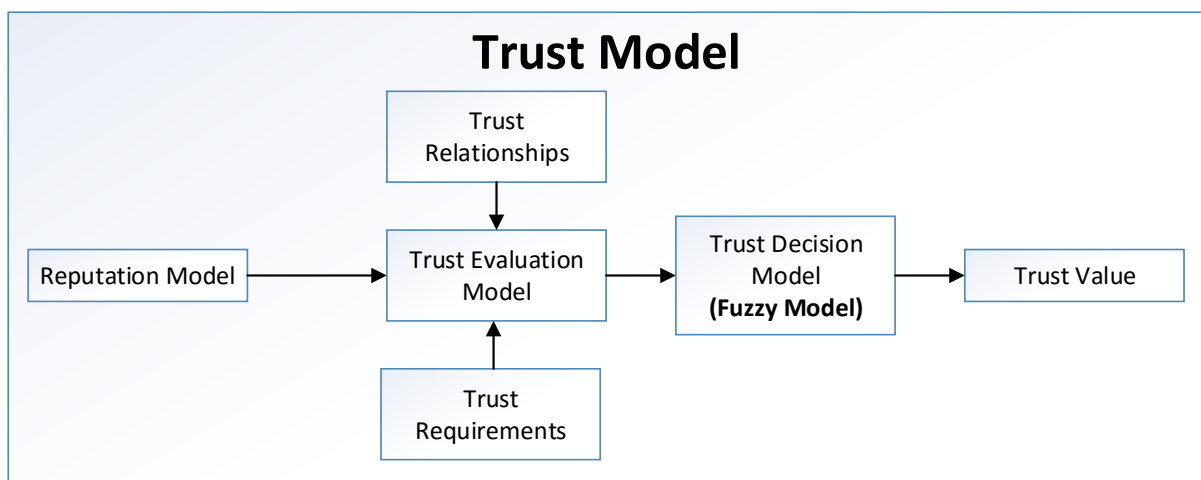 Trust Model
Trust
Relationships
Reputation Model
Trust Evaluation
Model
Trust Decision
Model
(Fuzzy Model)
Trust Value
Trust
Requirements